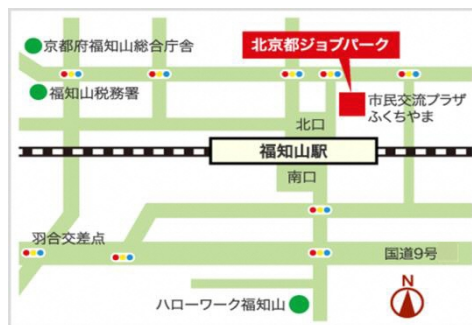 京都府福知山総合庁舎
北京都ジョブパーク
福知山税務署
市民交流プラザ
ふくちやま
北口
福知山駅
南口
羽合交差点
国道9号
N
ハローワーク福知山